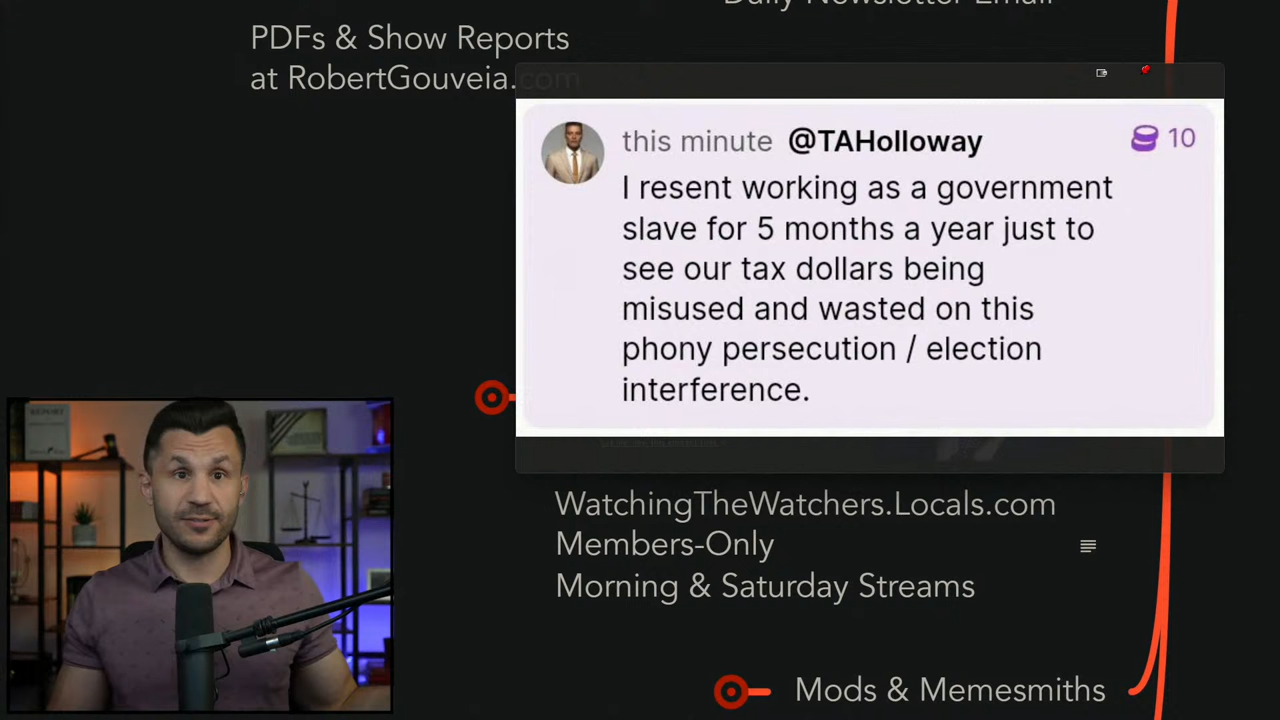 PDFs & Show Reports
at RobertGouveia.com
this minute @TAHolloway 10
I resent working as a government
slave for 5 months a year just to
see our tax dollars being
misused and wasted on this
phony persecution / election
interference.
WatchingTheWatchers.Locals.com
Members-Only
Morning & Saturday Streams
Mods & Memesmiths